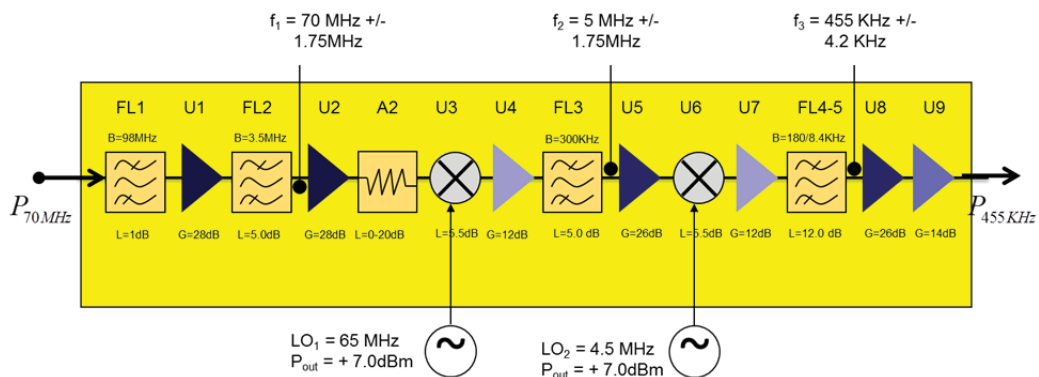 f1 = 70 MHz +/-
1.75MHz
f2 = 5 MHz +/-
1.75MHz
f3 = 455 KHz +/-
4.2 KHz
FL1 U1 FL2 U2 A2 U3 U4 FL3 U5 U6 U7 FL4-5 U8 U9
B=98MHz B=3.5MHz B=300KHz B=180/8.4KHz
P70MHz P455KHz
L=1dB G=28dB L=5.0dB G=28dB L=0-20dB L=5.5dB G=12dB L=5.0 dB G=26dB L=5.5dB G=12dB L=12.0 dB G=26dB G=14dB
LO1 = 65 MHz
Pout = + 7.0dBm
LO2 = 4.5 MHz
Pout = + 7.0dBm